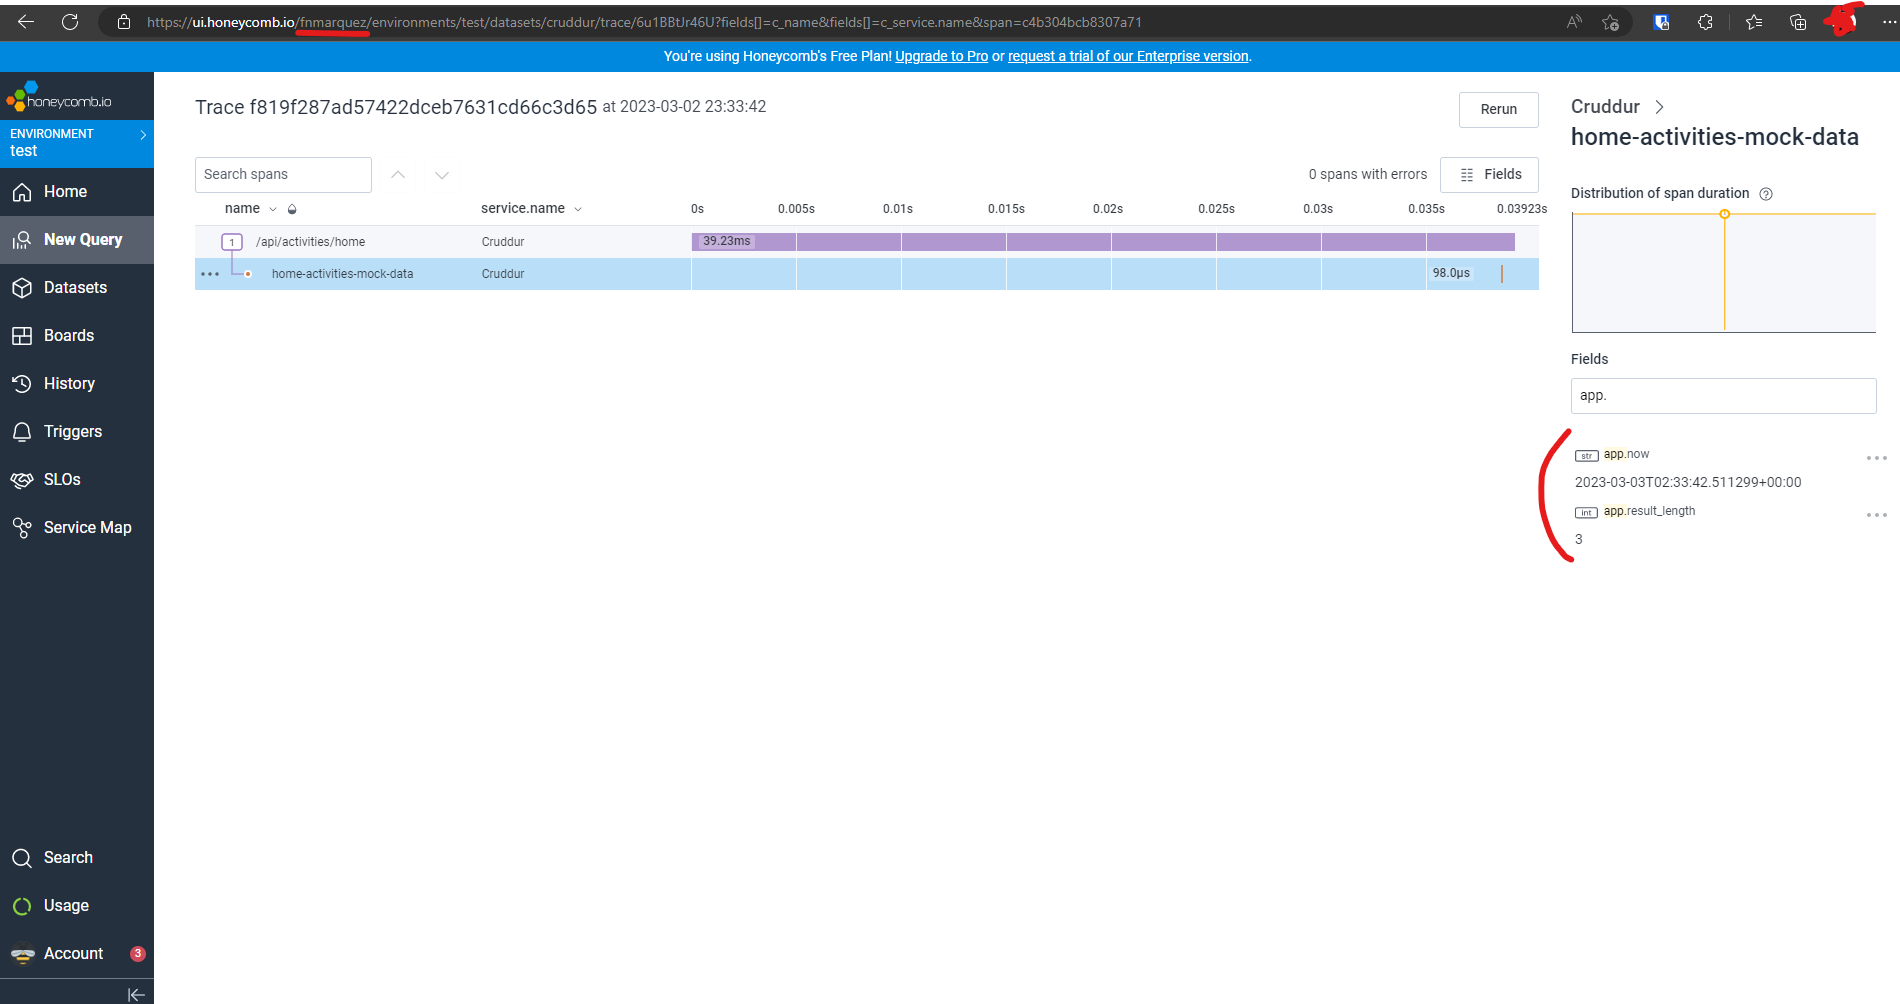 https://ui.honeycomb.io/fnmarquez/environments/test/datasets/cruddur/trace/6u1BBtJr46U?fields[]=c_name&fields[]=c_service.name&span=c4b304bcb8307a71
You're using Honeycomb's Free Plan! Upgrade to Pro or request a trial of our Enterprise version.
honeycomb.io
ENVIRONMENT
test
Home
New Query
Datasets
Boards
History
Triggers
SLOs
Service Map
Search
Usage
Account 3
Trace f819f287ad57422dceb7631cd66c3d65 at 2023-03-02 23:33:42
Rerun
Search spans
0 spans with errors
Fields
name service.name 0s 0.005s 0.01s 0.015s 0.02s 0.025s 0.03s 0.035s 0.03923s
1 /api/activities/home Cruddur 39.23ms
home-activities-mock-data Cruddur 98.0μs
Cruddur
home-activities-mock-data
Distribution of span duration
Fields
app.
str app.now
2023-03-03T02:33:42.511299+00:00
int app.result_length
3